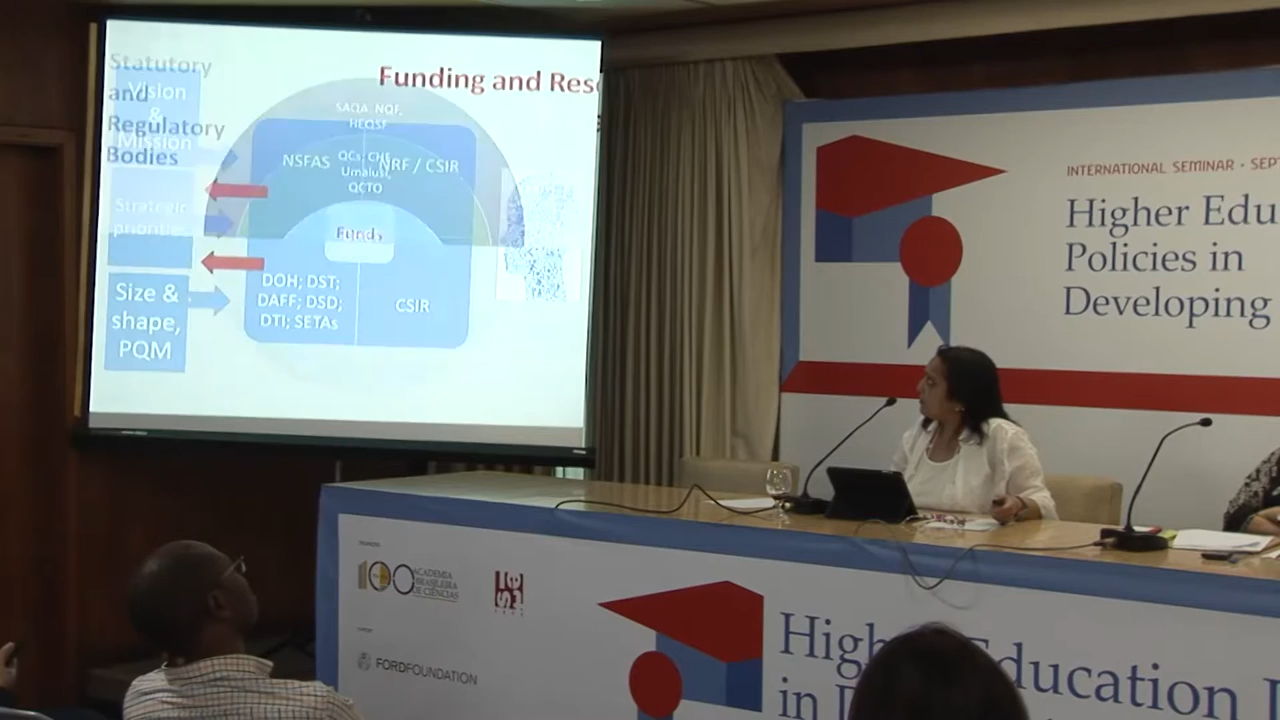 Statutory
and
Regulatory
Bodies
Vision
&
Mission
Strategic
priorities
Size &
shape,
PQM
Funding and Rese
SAQA, NQF,
HEQSF
NSFAS
QCs; CHE,
Umalusi,
QCTO
NRF / CSIR
Funds
DOH; DST;
DAFF; DSD;
DTI; SETAs
CSIR
INTERNATIONAL SEMINAR • SEPT
Higher Edu
Policies in
Developing
100 ACADEMIA
BRASILEIRA
DE CIÊNCIAS
FORDFOUNDATION
High Education P
in D